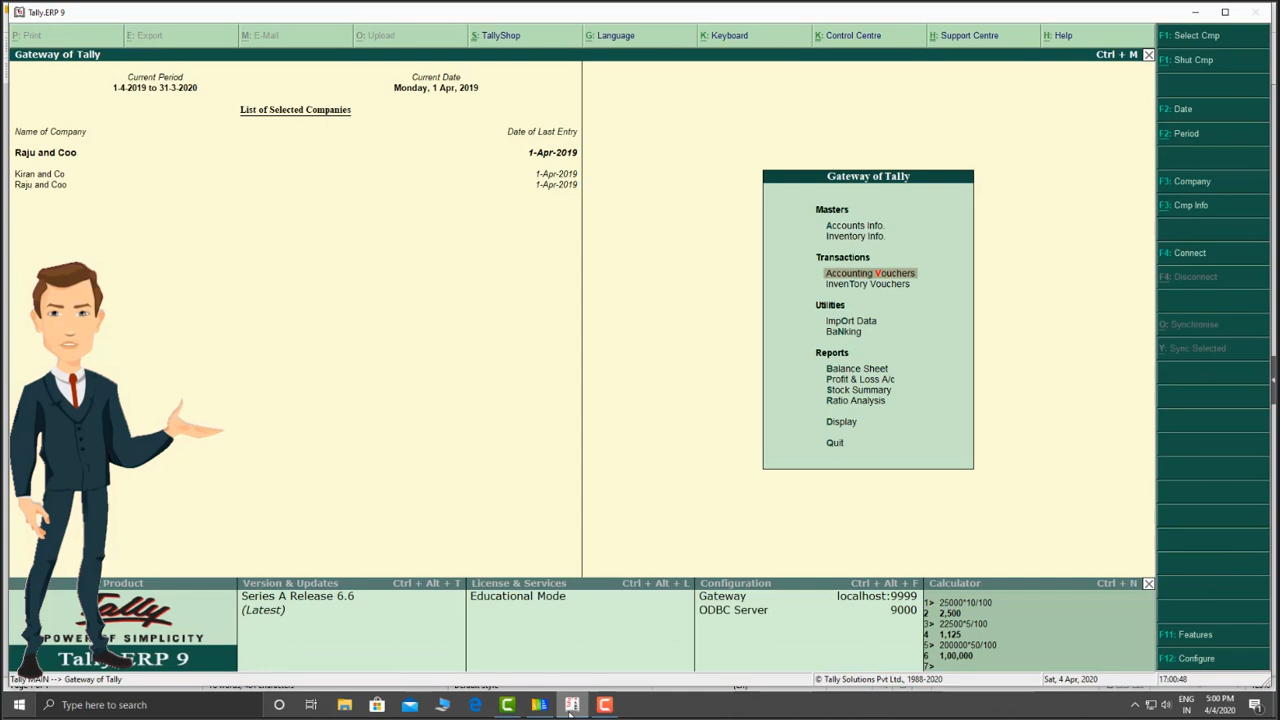 Tally.ERP 9
P: Print
E: Export
M: E-Mail
O: Upload
S: TallyShop
G: Language
K: Keyboard
K: Control Centre
H: Support Centre
H: Help
Gateway of Tally
Ctrl + M
Current Period
1-4-2019 to 31-3-2020
Current Date
Monday, 1 Apr, 2019
List of Selected Companies
Name of Company
Date of Last Entry
Raju and Coo
1-Apr-2019
Kiran and Co
1-Apr-2019
Raju and Coo
1-Apr-2019
Gateway of Tally
Masters
Accounts Info.
Inventory Info.
Transactions
Accounting Vouchers
InvenTory Vouchers
Utilities
ImpOrt Data
BaNking
Reports
Balance Sheet
Profit & Loss A/c
Stock Summary
Ratio Analysis
Display
Quit
F1: Select Cmp
F1: Shut Cmp
F2: Date
F2: Period
F3: Company
F3: Cmp Info
F4: Connect
F4: Disconnect
O: Synchronise
Y: Sync Selected
F11: Features
F12: Configure
Product
Tally
POWER OF SIMPLICITY
Tally.ERP 9
Version & Updates
Ctrl + Alt + T
Series A Release 6.6
(Latest)
License & Services
Ctrl + Alt + L
Educational Mode
Configuration
Ctrl + Alt + F
Gateway
localhost:9999
ODBC Server
9000
Calculator
Ctrl + N
1> 25000*10/100
2 2,500
3> 22500*5/100
4 1,125
5> 200000*50/100
6 1,00,000
7>
Tally MAIN --> Gateway of Tally
© Tally Solutions Pvt Ltd., 1988-2020
Sat, 4 Apr, 2020
17:00:48
Type here to search
ENG
IN
5:00 PM
4/4/2020